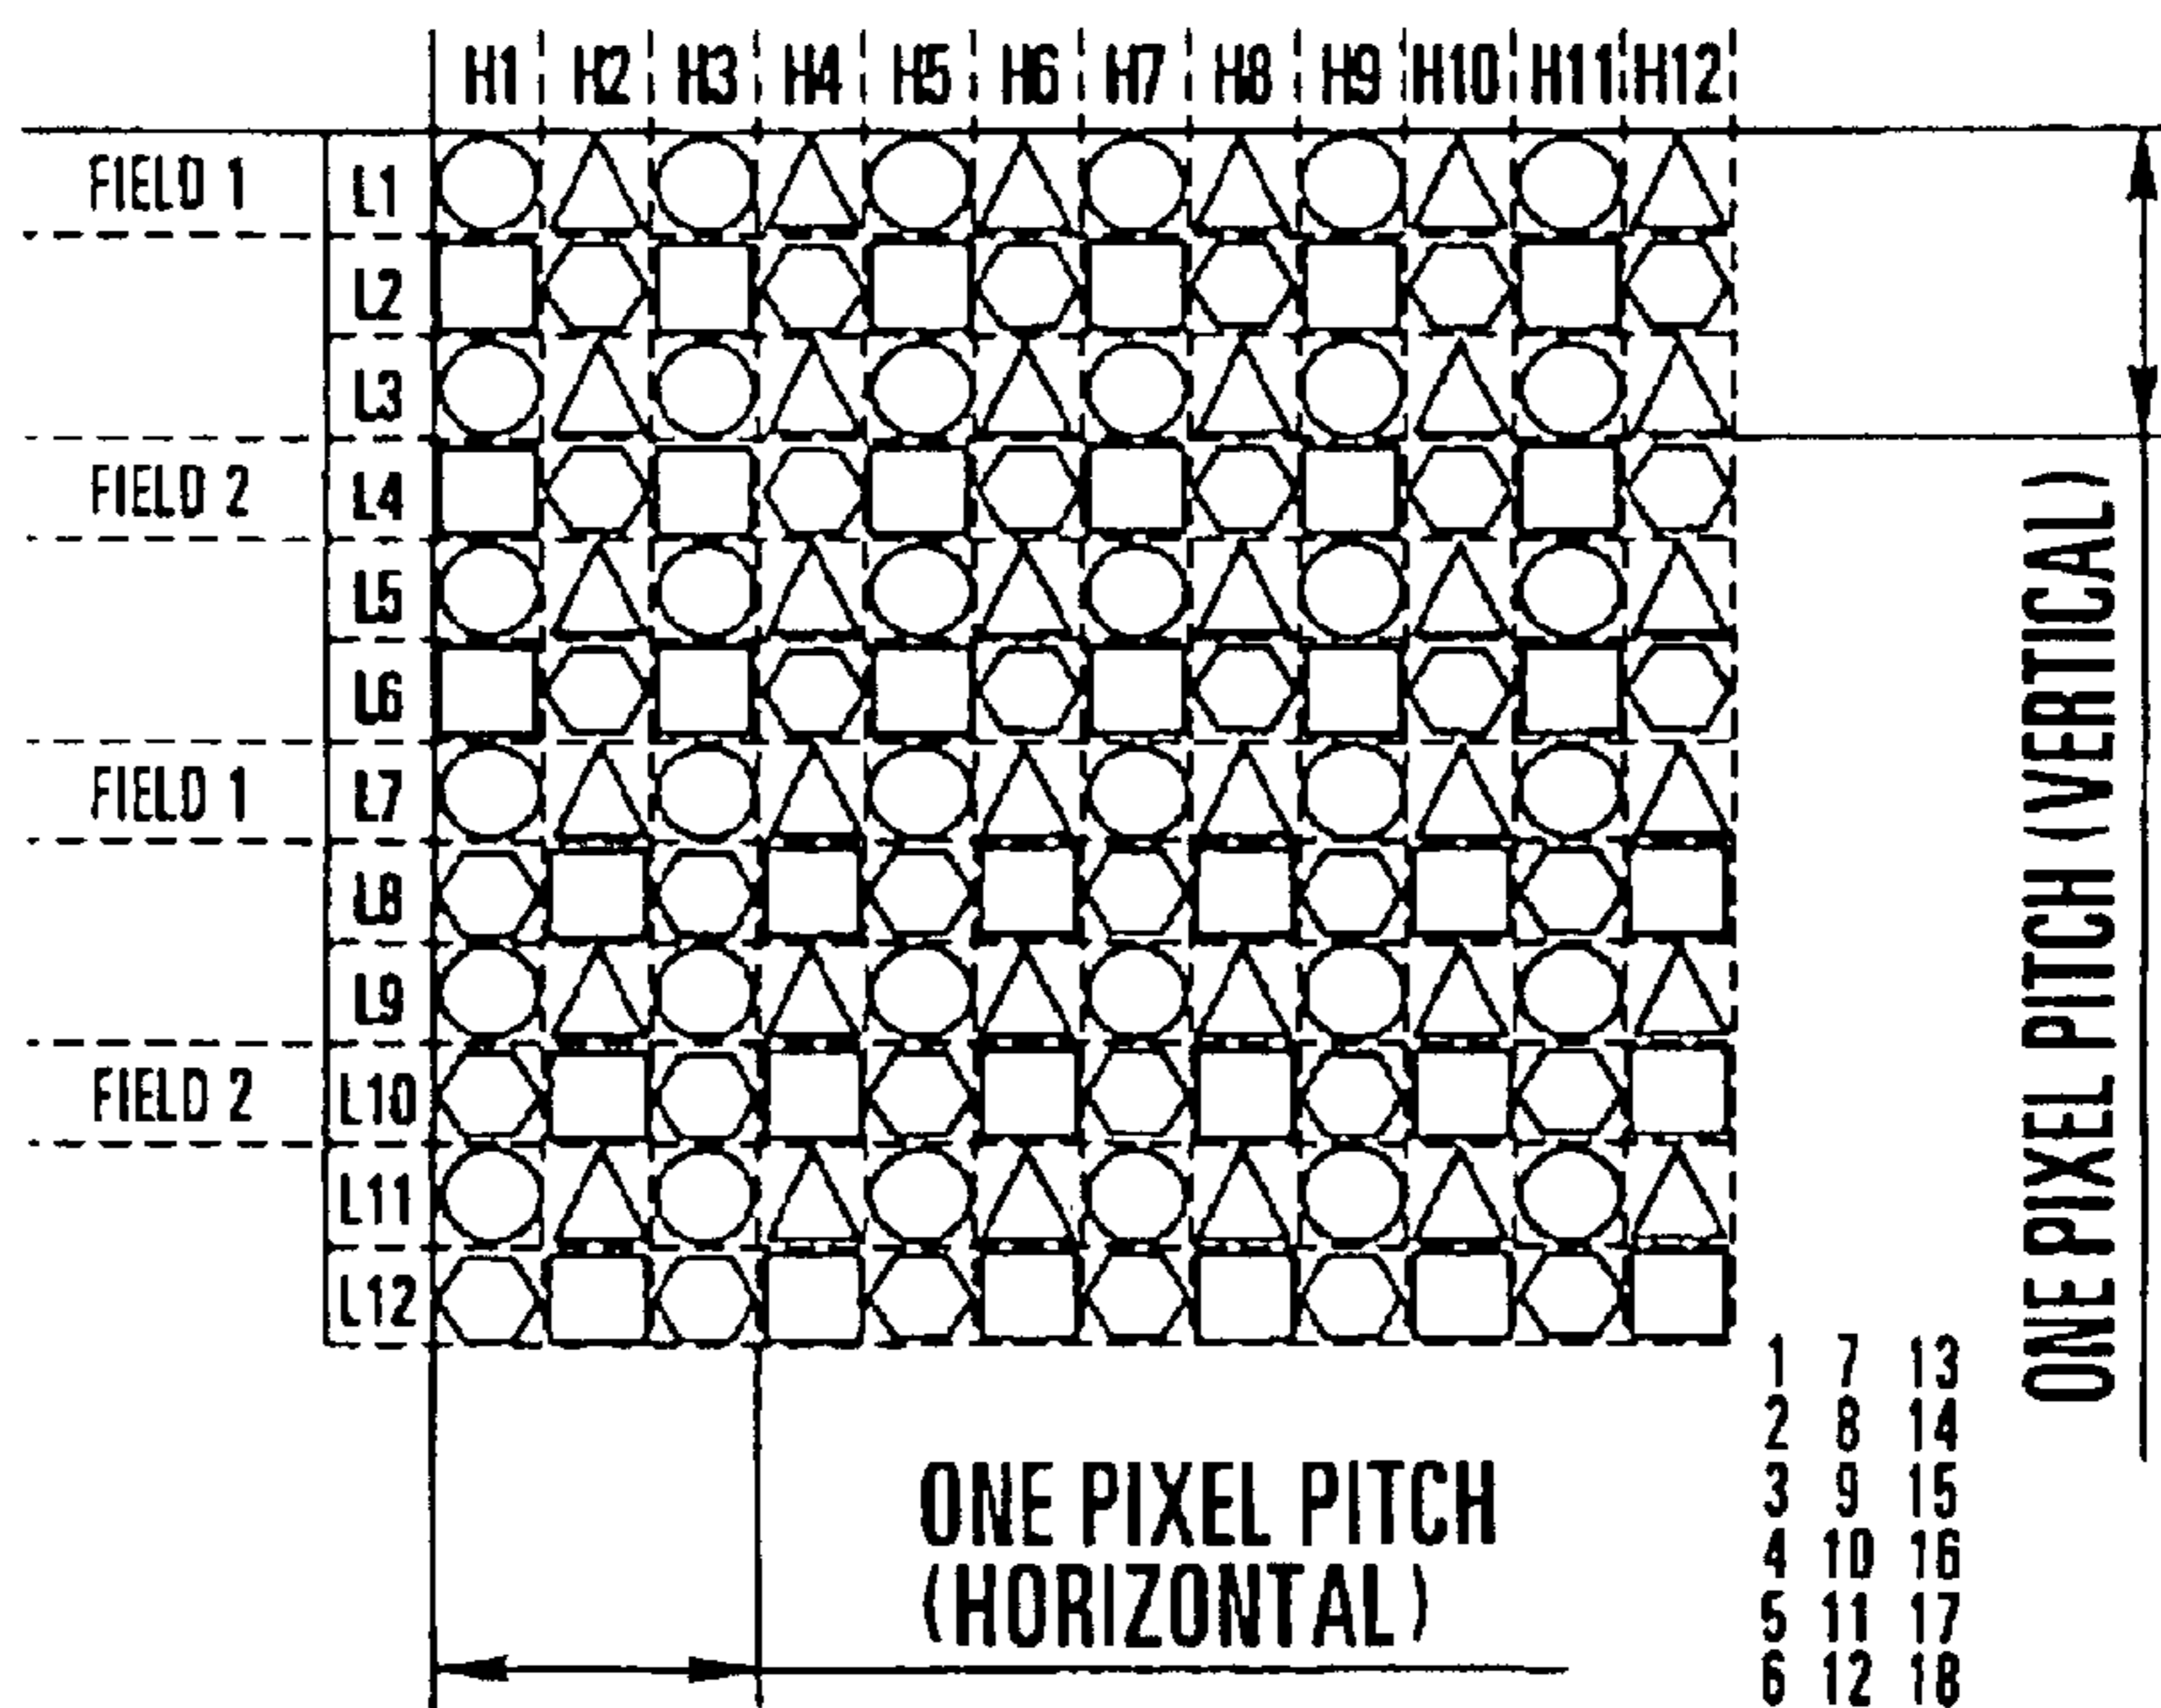 H1 H2 H3 H4 H5 H6 H7 H8 H9 H10 H11 H12
FIELD 1 L1
L2
L3
FIELD 2 L4
L5
L6
FIELD 1 L7
L8
L9
FIELD 2 L10
L11
L12
ONE PIXEL PITCH (VERTICAL)
ONE PIXEL PITCH
(HORIZONTAL)
1 7 13
2 8 14
3 9 15
4 10 16
5 11 17
6 12 18